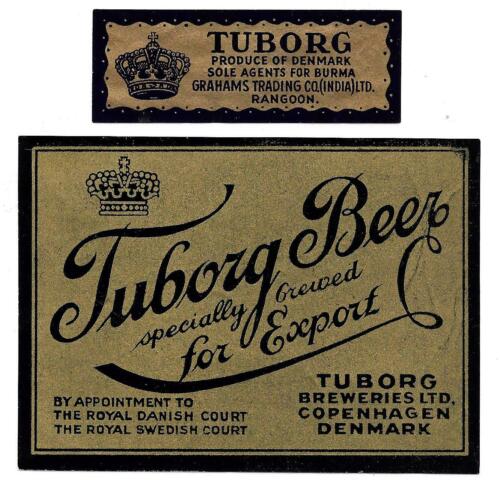 TUBORG
PRODUCE OF DENMARK
SOLE AGENTS FOR BURMA
GRAHAMS TRADING CO.(INDIA)LTD.
RANGOON.
Tuborg Beer
specially brewed
for Export
BY APPOINTMENT TO
THE ROYAL DANISH COURT
THE ROYAL SWEDISH COURT
TUBORG
BREWERIES LTD,
COPENHAGEN
DENMARK